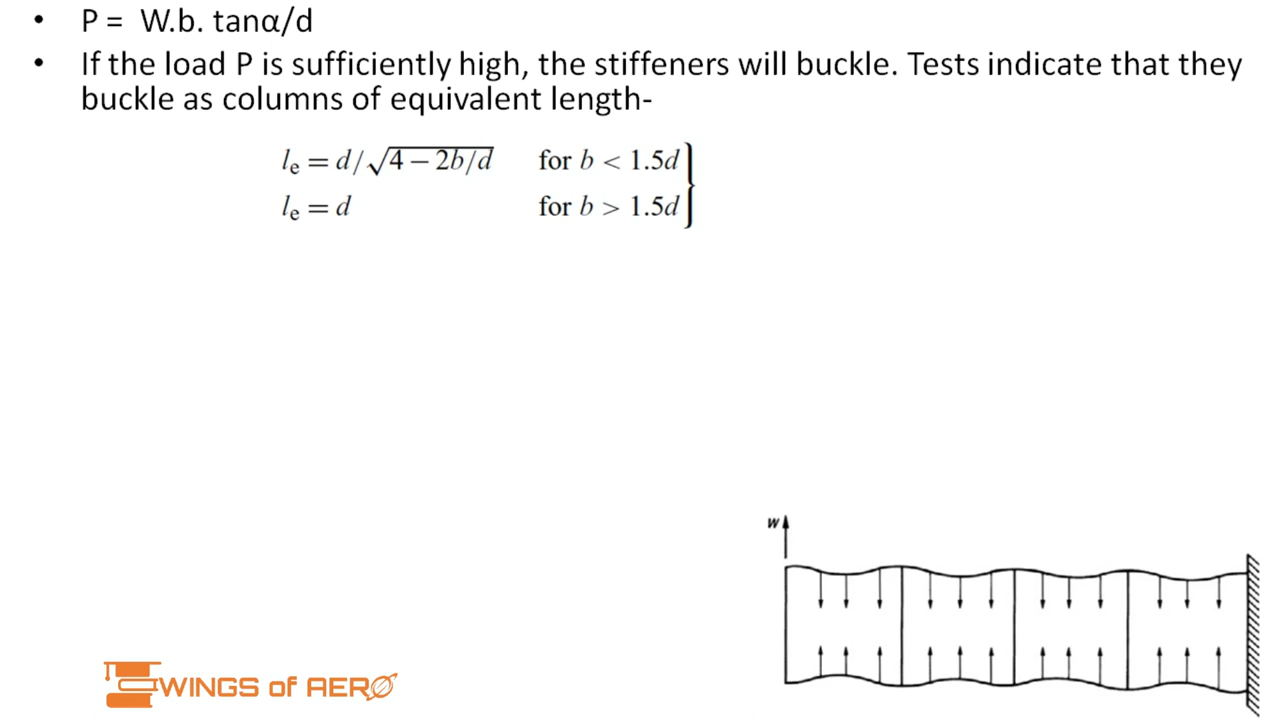 • P = W.b. tanα/d
• If the load P is sufficiently high, the stiffeners will buckle. Tests indicate that they
buckle as columns of equivalent length-
lₑ = d/√(4 − 2b/d) for b < 1.5d
lₑ = d for b > 1.5d
W
WINGS of AERO